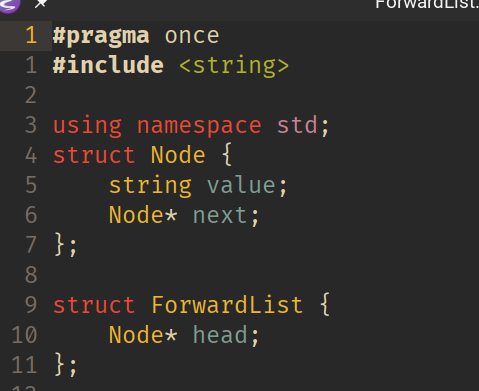 ForwardList.
1 #pragma once
1 #include <string>
2
3 using namespace std;
4 struct Node {
5     string value;
6     Node* next;
7 };
8
9 struct ForwardList {
10     Node* head;
11 };